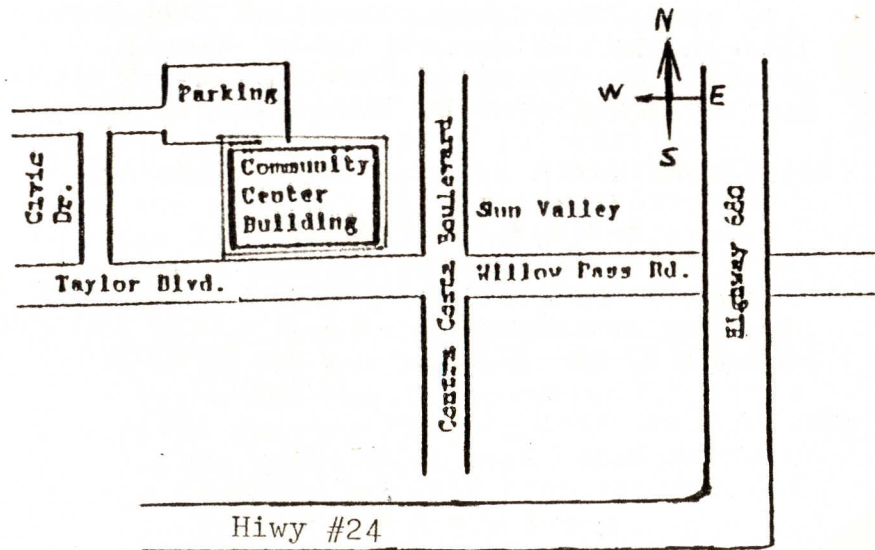 N
W E
S
Parking
Civic
Dr.
Community
Center
Building
Contra Costa Boulevard
Sun Valley
Highway 680
Taylor Blvd.
Willow Pass Rd.
Hiwy #24